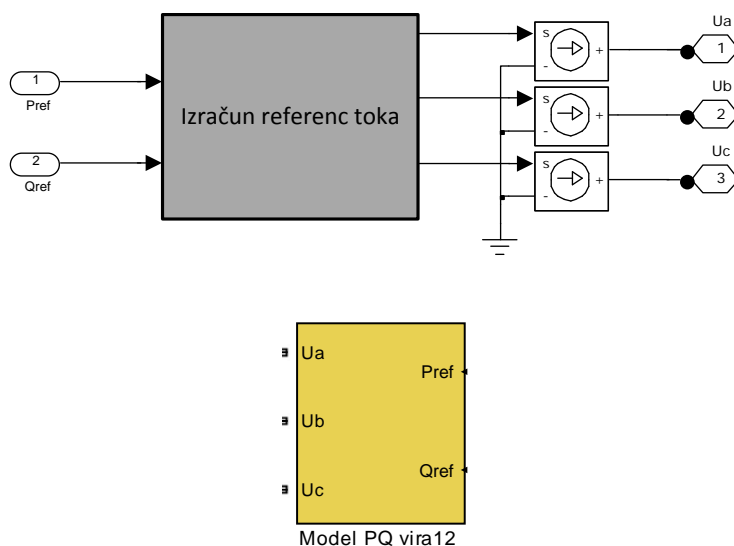 Ua
1
s
+
-
1
Pref
Izračun referenc toka
Ub
2
s
+
-
2
Qref
Uc
3
s
+
-
Ua
Pref
Ub
Qref
Uc
Model PQ vira12